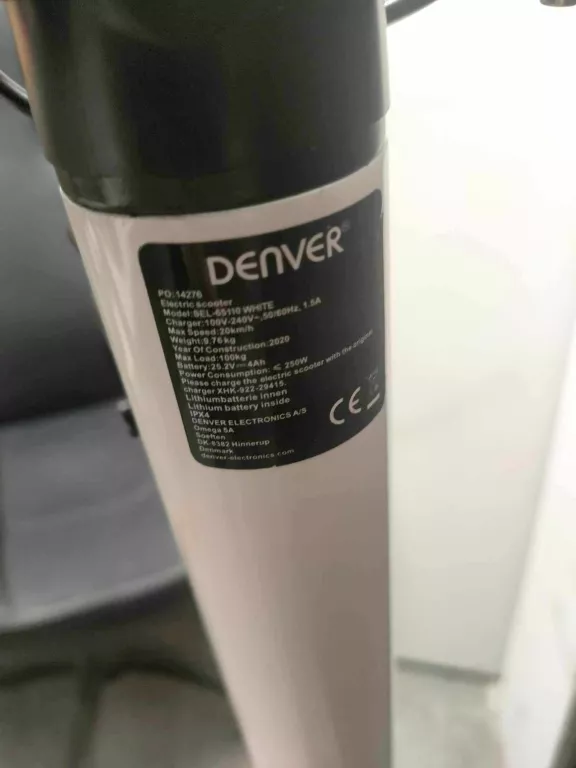 DENVER®
PO:14276
Electric scooter
Model:SEL-65110 WHITE
Charger:100V-240V~,50/60Hz, 1.5A
Max Speed:20km/h
Weight:9.76kg
Year Of Construction:2020
Max Load:100kg
Battery:25.2V⎓4Ah
Power Consumption: ≤ 250W
Please charge the electric scooter with the original
charger XHK-922-29415.
Lithiumbatterie innen
Lithium battery inside
IPX4
DENVER ELECTRONICS A/S
Omega 5A
Soeften
DK-8382 Hinnerup
Denmark
denver-electronics.com
CE